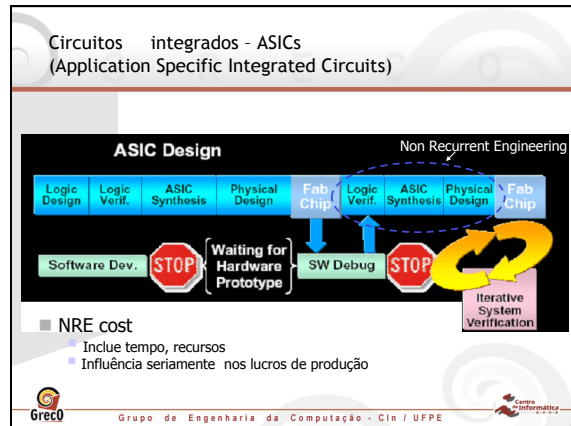 Circuitos integrados - ASICs
(Application Specific Integrated Circuits)
ASIC Design
Non Recurrent Engineering
Logic Design
Logic Verif.
ASIC Synthesis
Physical Design
Fab Chip
Logic Verif.
ASIC Synthesis
Physical Design
Fab Chip
Software Dev.
STOP
Waiting for
Hardware
Prototype
SW Debug
STOP
Iterative
System
Verification
NRE cost
Inclue tempo, recursos
Influência seriamente nos lucros de produção
GrecO
Grupo de Engenharia da Computação - CIn / UFPE
Centro
de Informática